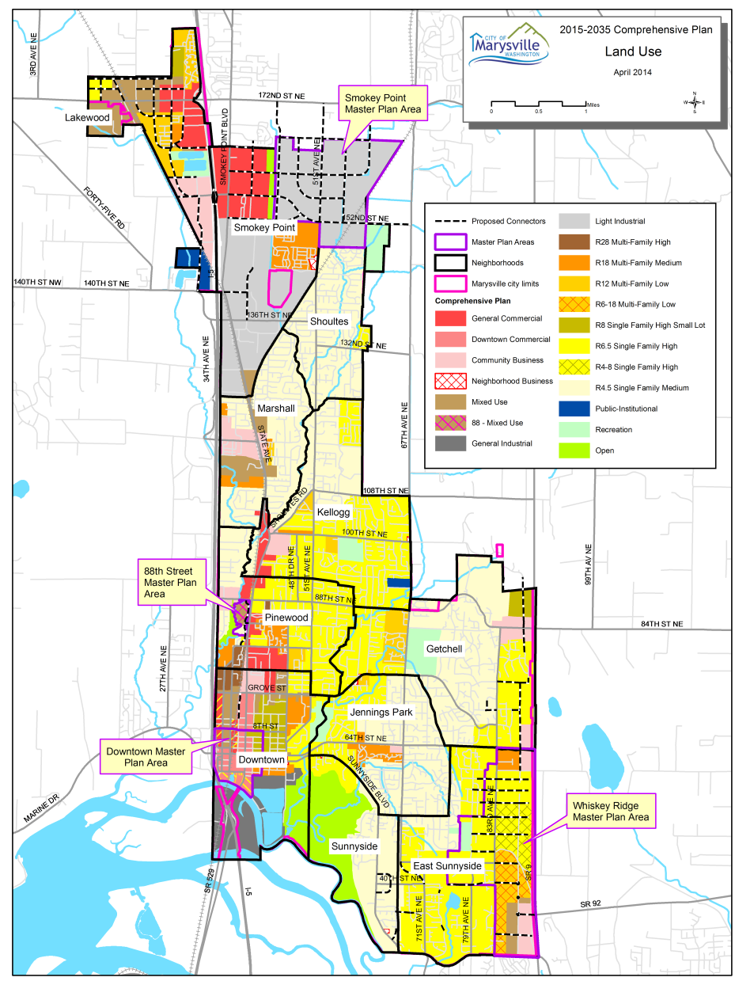 2015-2035 Comprehensive Plan
Land Use
April 2014
CITY OF
Marysville
WASHINGTON
N
W
E
S
Miles
0
0.5
1
3RD AVE NE
172ND ST NE
Lakewood
SMOKEY POINT BLVD
Smokey Point
Master Plan Area
51ST AVE NE
FORTY-FIVE RD
52ND ST NE
Smokey Point
I-5
140TH ST NW
140TH ST NE
136TH ST NE
Shoultes
132ND ST NE
34TH AVE NE
Marshall
STATE AVE
67TH AVE NE
108TH ST NE
SHOULTES RD
Kellogg
100TH ST NE
48TH DR NE
51ST AVE NE
99TH AV NE
88th Street
Master Plan
Area
88TH ST NE
Pinewood
84TH ST NE
Getchell
27TH AVE NE
GROVE ST
Jennings Park
8TH ST
64TH ST NE
Downtown Master
Plan Area
Downtown
SUNNYSIDE BLVD
MARINE DR
83RD AVE NE
Whiskey Ridge
Master Plan Area
Sunnyside
East Sunnyside
SR 9
40TH ST NE
SR 529
I-5
71ST AVE NE
79TH AVE NE
SR 92
Proposed Connectors
Master Plan Areas
Neighborhoods
Marysville city limits
Comprehensive Plan
General Commercial
Downtown Commercial
Community Business
Neighborhood Business
Mixed Use
88 - Mixed Use
General Industrial
Light Industrial
R28 Multi-Family High
R18 Multi-Family Medium
R12 Multi-Family Low
R6-18 Multi-Family Low
R8 Single Family High Small Lot
R6.5 Single Family High
R4-8 Single Family High
R4.5 Single Family Medium
Public-Institutional
Recreation
Open